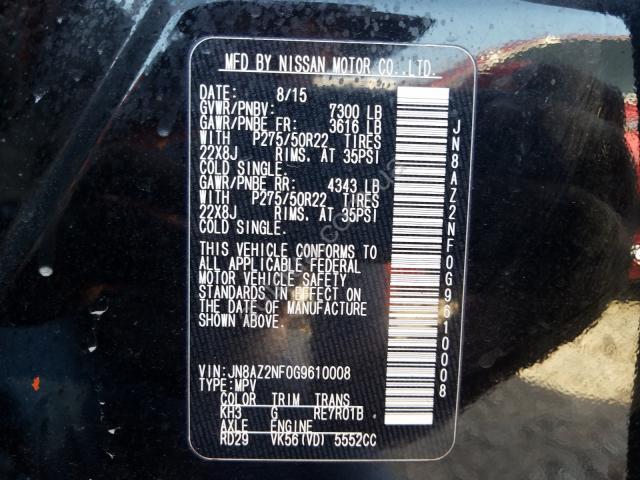 MFD BY NISSAN MOTOR CO.,LTD.
DATE: 8/15
GVWR/PNBV: 7300 LB
GAWR/PNBE FR: 3616 LB
WITH P275/50R22 TIRES
22X8J RIMS. AT 35PSI
COLD SINGLE.
GAWR/PNBE RR: 4343 LB
WITH P275/50R22 TIRES
22X8J RIMS. AT 35PSI
COLD SINGLE.
THIS VEHICLE CONFORMS TO
ALL APPLICABLE FEDERAL
MOTOR VEHICLE SAFETY
STANDARDS IN EFFECT ON
THE DATE OF MANUFACTURE
SHOWN ABOVE.
VIN: JN8AZ2NF0G9610008
TYPE: MPV
COLOR TRIM TRANS
KH3 G RE7R01B
AXLE ENGINE
RD29 VK56(VD) 5552CC
JN8AZ2NF0G9610008